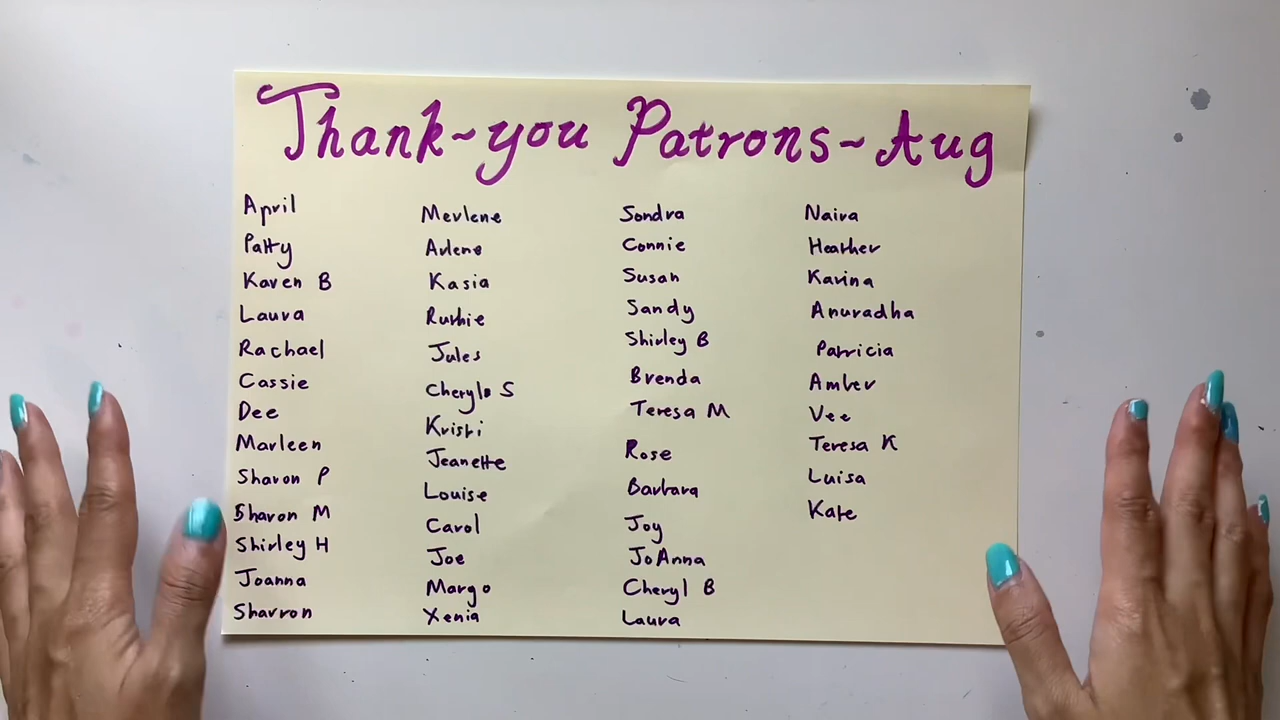 Thank-you Patrons-Aug
April
Patty
Karen B
Laura
Rachael
Cassie
Dee
Marleen
Sharon P
Sharon M
Shirley H
Joanna
Sharron
Merlene
Arlene
Kasia
Ruthie
Jules
Cheryle S
Kristi
Jeanette
Louise
Carol
Joe
Margo
Xenia
Sondra
Connie
Susan
Sandy
Shirley B
Brenda
Teresa M
Rose
Barbara
Joy
JoAnna
Cheryl B
Laura
Naira
Heather
Karina
Anuradha
Patricia
Amber
Vee
Teresa K
Luisa
Kate